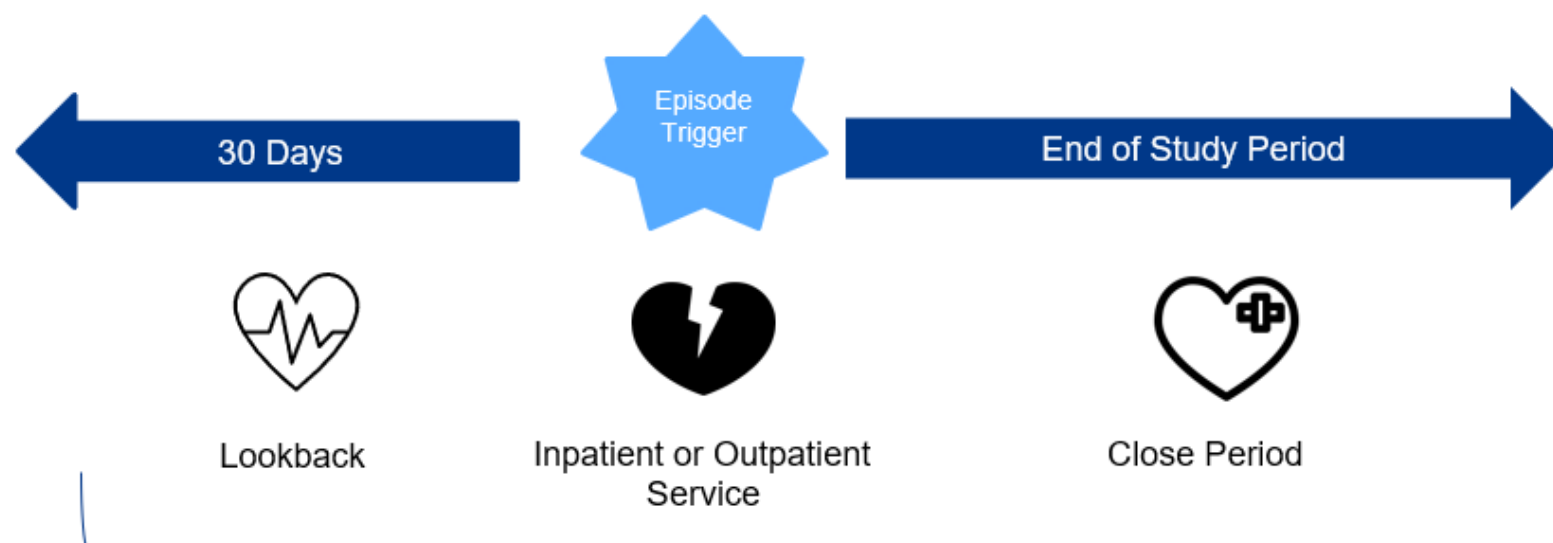 Episode
Trigger
30 Days
End of Study Period
Lookback
Inpatient or Outpatient
Service
Close Period